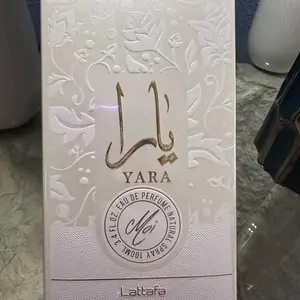 يارا
YARA
EAU DE PERFUME NATURAL SPRAY 100ML 3.4 FL.OZ.
Moi
Lattafa